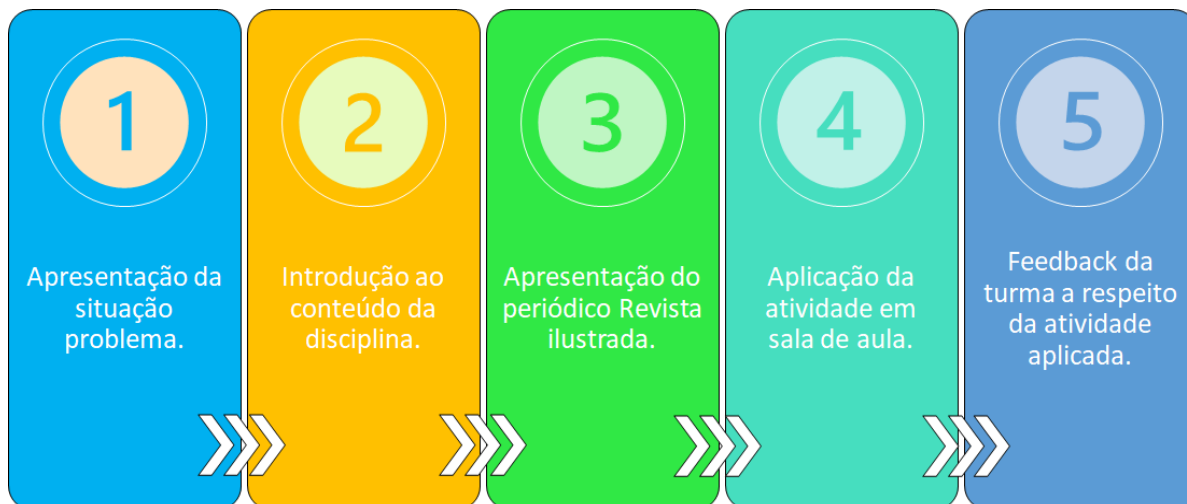 1
Apresentação da
situação
problema.
2
Introdução ao
conteúdo da
disciplina.
3
Apresentação do
periódico Revista
ilustrada.
4
Aplicação da
atividade em
sala de aula.
5
Feedback da
turma a respeito
da atividade
aplicada.